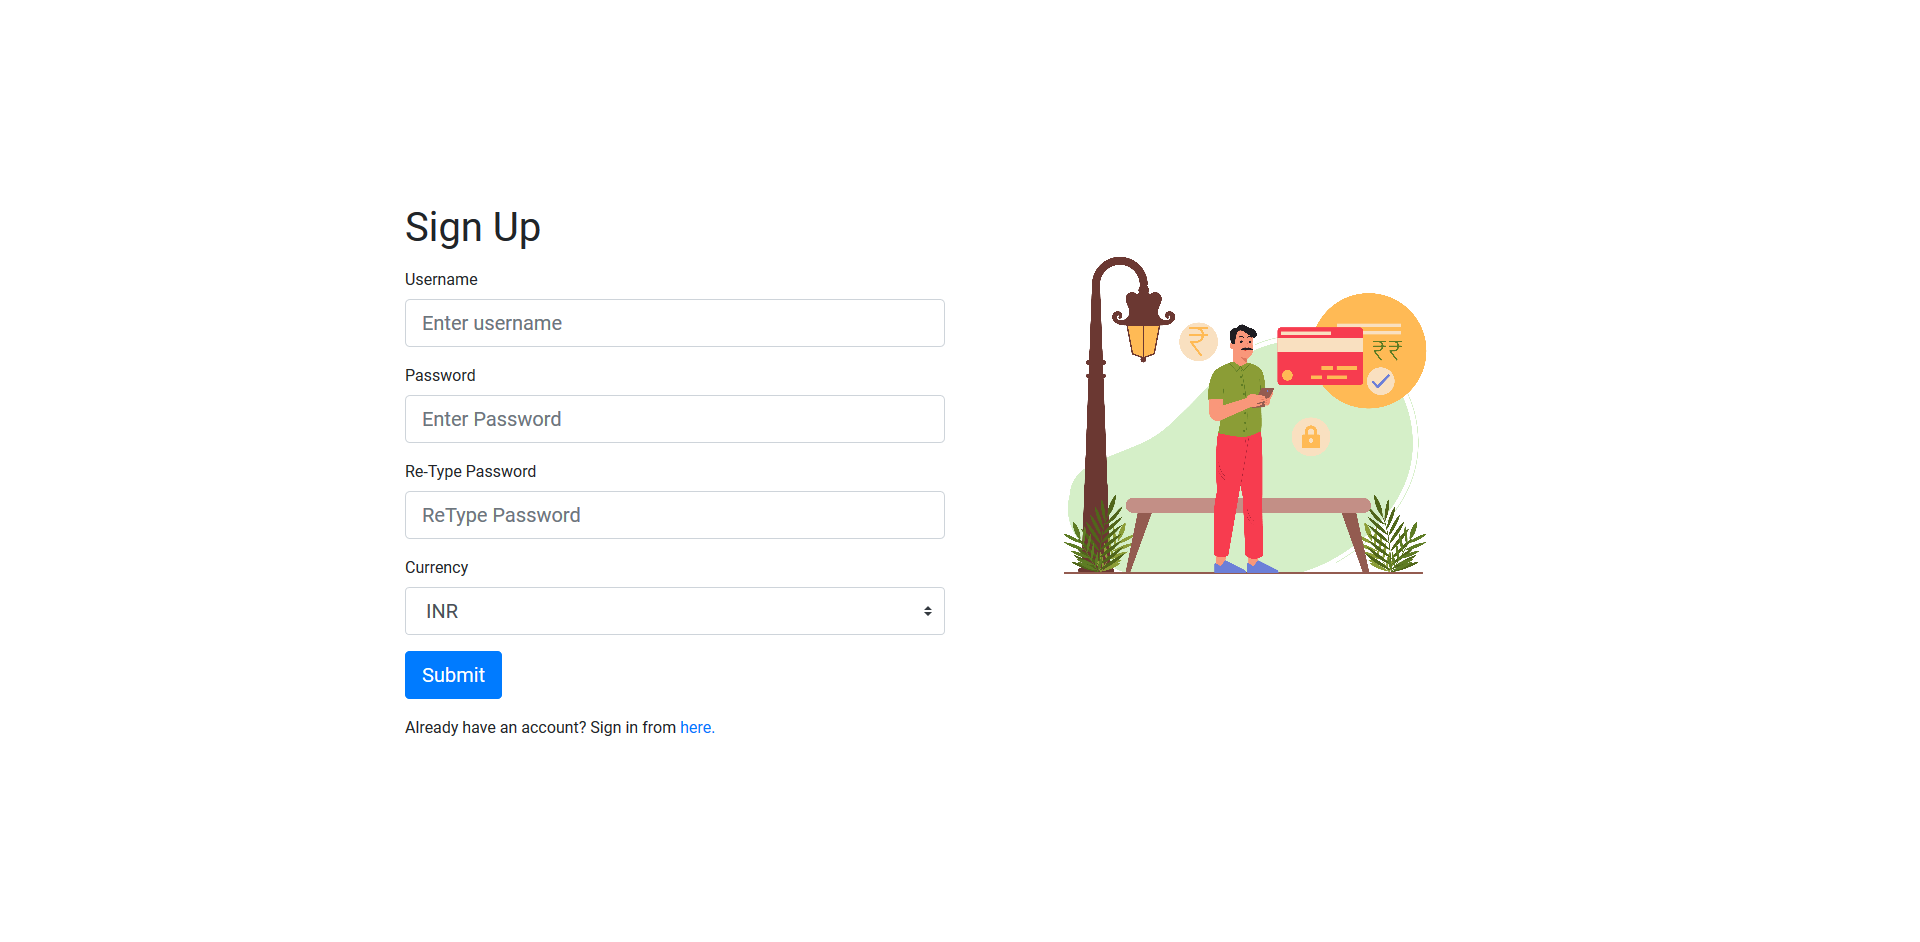 Sign Up
Username
Enter username
Password
Enter Password
Re-Type Password
ReType Password
Currency
INR
Submit
Already have an account? Sign in from here.
₹
₹₹